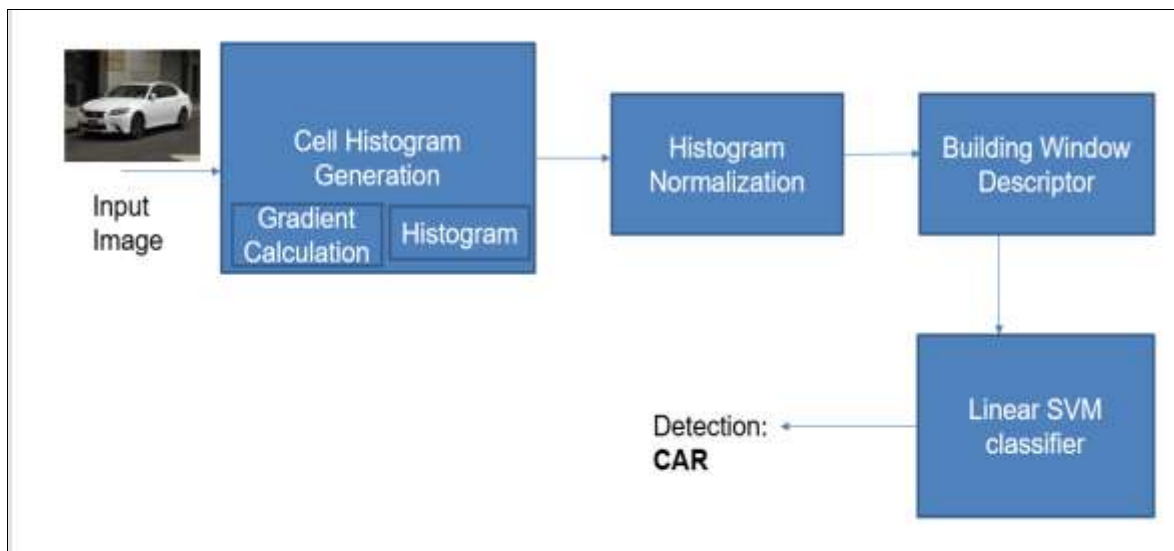 Input
Image
Cell Histogram
Generation
Gradient
Calculation
Histogram
Histogram
Normalization
Building Window
Descriptor
Linear SVM
classifier
Detection:
CAR